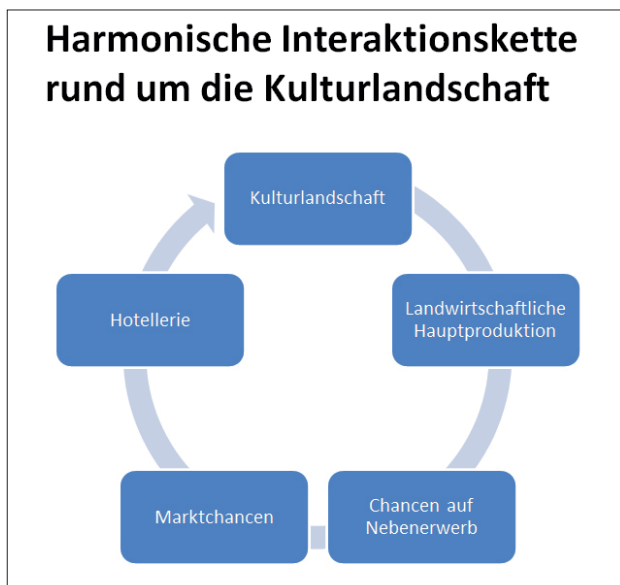 Harmonische Interaktionskette
rund um die Kulturlandschaft
Kulturlandschaft
Landwirtschaftliche
Hauptproduktion
Chancen auf
Nebenerwerb
Marktchancen
Hotellerie